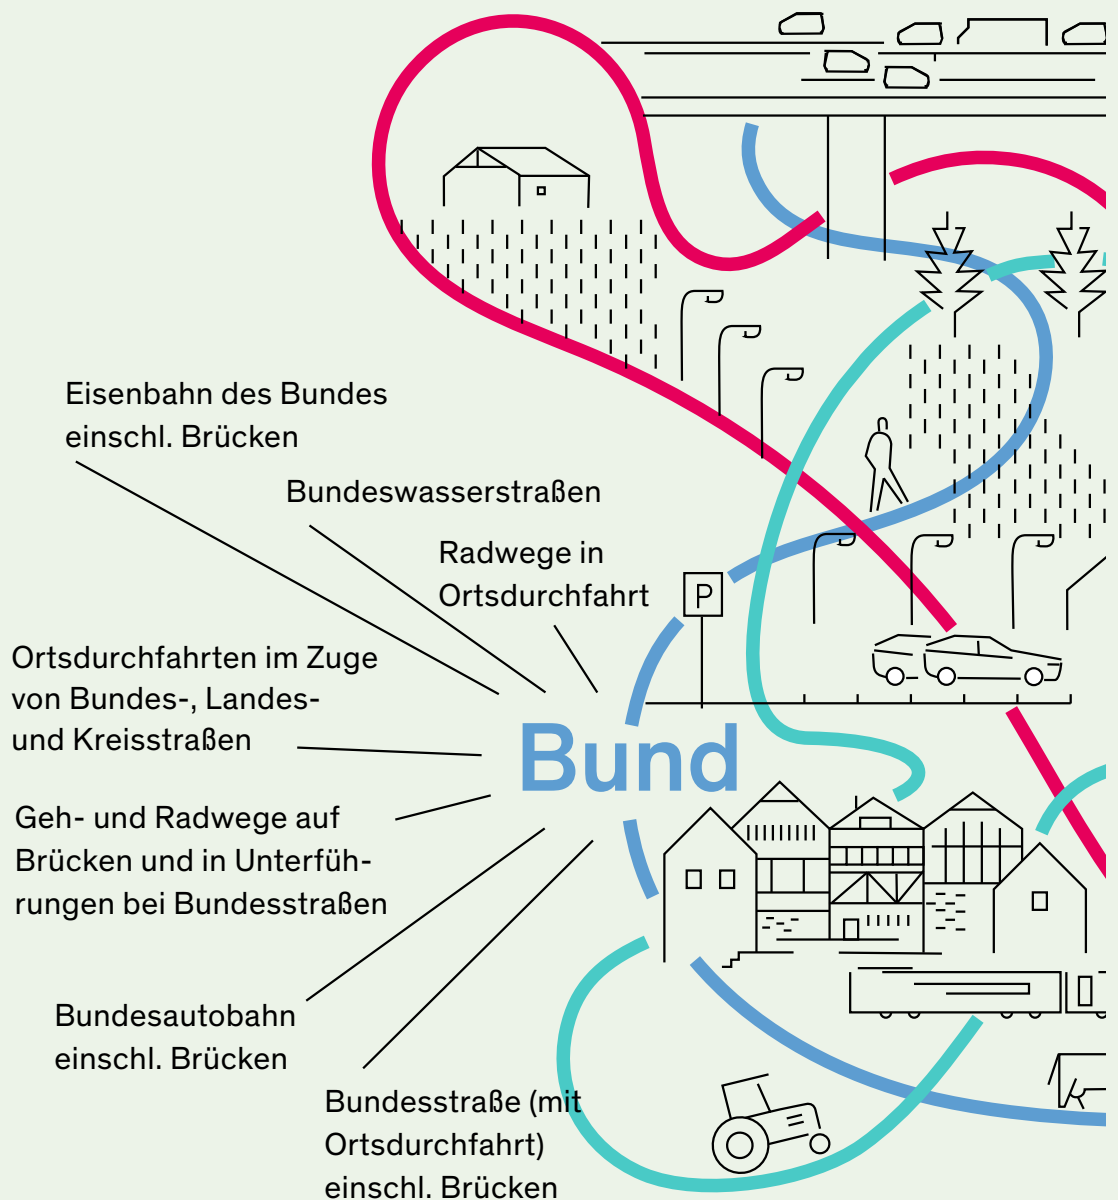 Eisenbahn des Bundes
einschl. Brücken
Bundeswasserstraßen
Radwege in
Ortsdurchfahrt
P
Ortsdurchfahrten im Zuge
von Bundes-, Landes-
und Kreisstraßen
Bund
Geh- und Radwege auf
Brücken und in Unterfüh-
rungen bei Bundesstraßen
Bundesautobahn
einschl. Brücken
Bundesstraße (mit
Ortsdurchfahrt)
einschl. Brücken